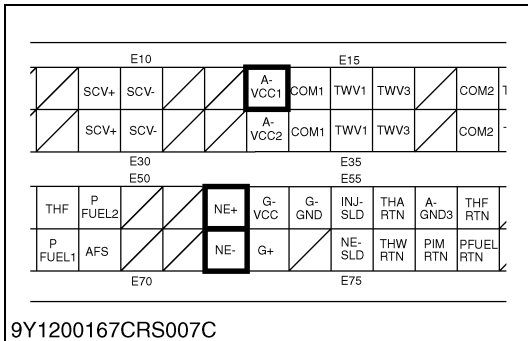 E10 E15
SCV+ SCV- A-VCC1 COM1 TWV1 TWV3 COM2
SCV+ SCV- A-VCC2 COM1 TWV1 TWV3 COM2
E30 E35
E50 E55
THF P FUEL2 NE+ G-VCC G-GND INJ-SLD THA RTN A-GND3 THF RTN
P FUEL1 AFS NE- G+ NE-SLD THW RTN PIM RTN PFUEL RTN
E70 E75
9Y1200167CRS007C